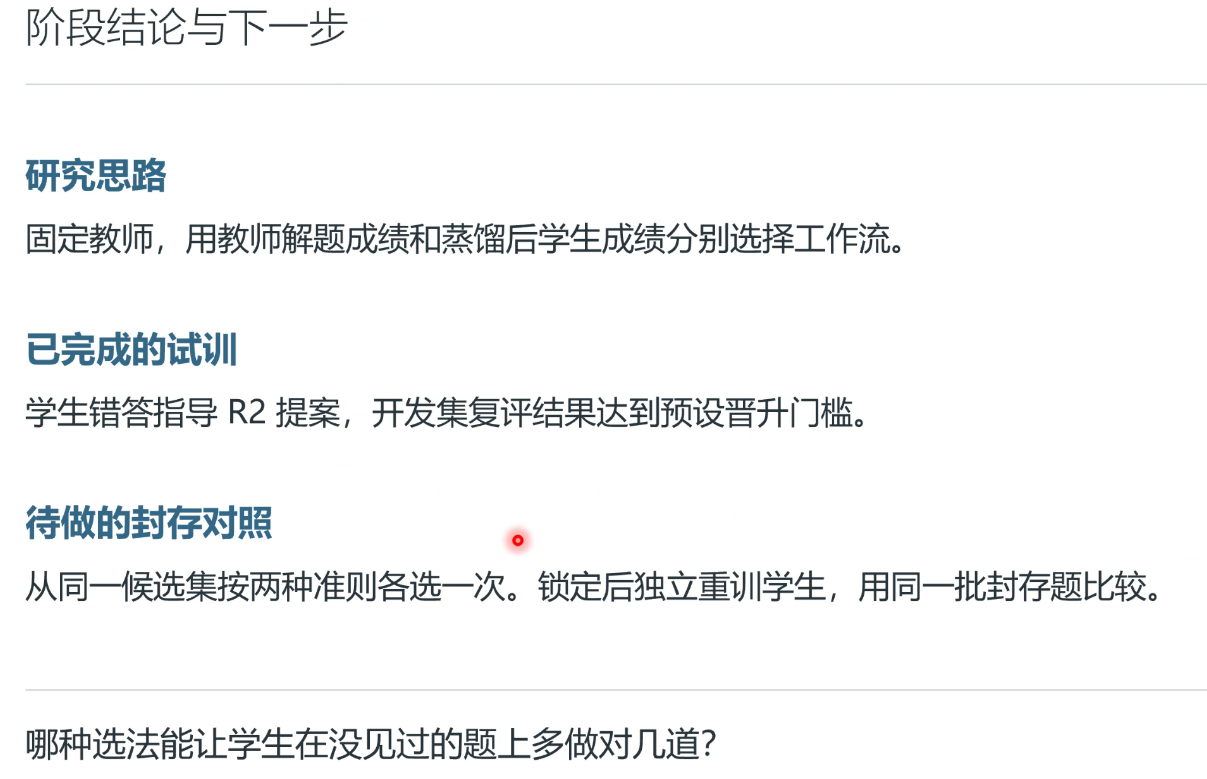 阶段结论与下一步
研究思路
固定教师，用教师解题成绩和蒸馏后学生成绩分别选择工作流。
已完成的试训
学生错答指导 R2 提案，开发集复评结果达到预设晋升门槛。
待做的封存对照
从同一候选集按两种准则各选一次。锁定后独立重训学生，用同一批封存题比较。
哪种选法能让学生在没见过的题上多做对几道？